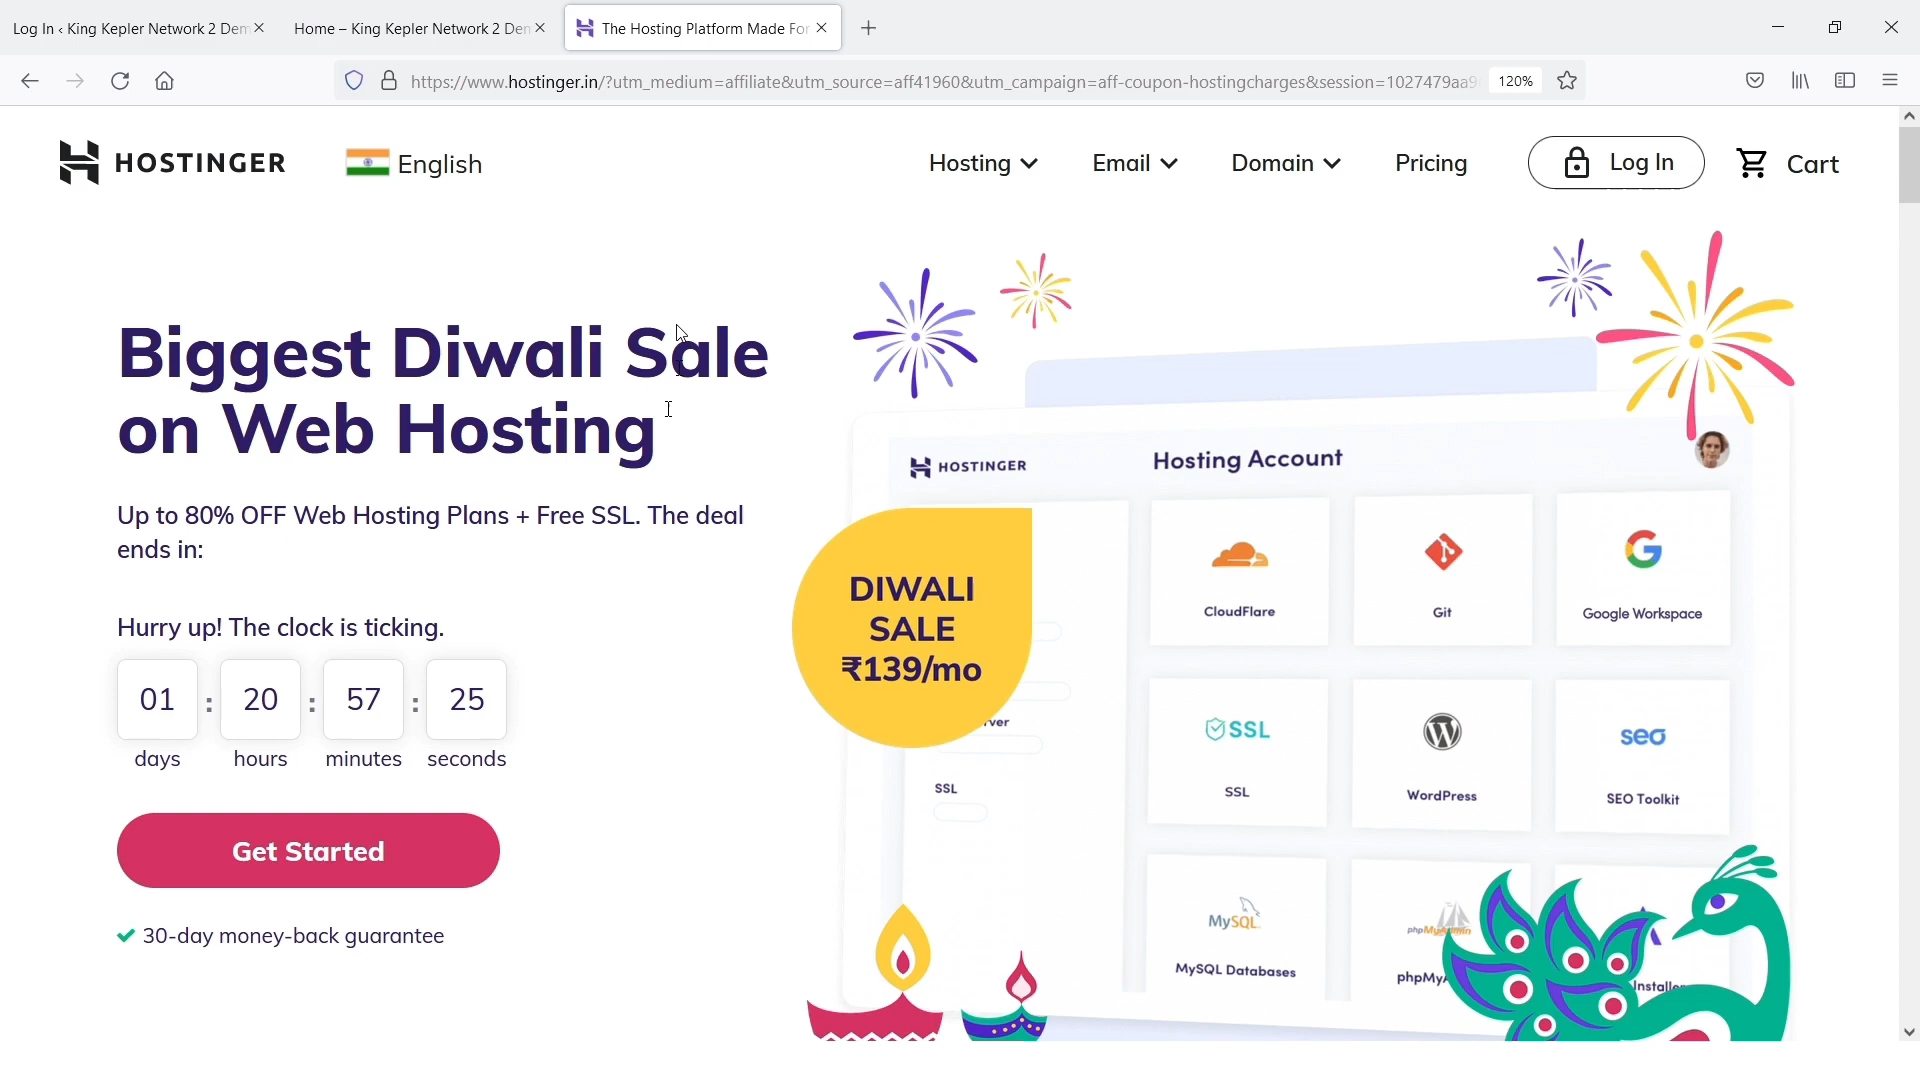 Log In ‹ King Kepler Network 2 Dem
Home – King Kepler Network 2 Den
The Hosting Platform Made For
https://www.hostinger.in/?utm_medium=affiliate&utm_source=aff41960&utm_campaign=aff-coupon-hostingcharges&session=1027479aa9
120%
HOSTINGER
English
Hosting
Email
Domain
Pricing
Log In
Cart
Biggest Diwali Sale
on Web Hosting
Up to 80% OFF Web Hosting Plans + Free SSL. The deal
ends in:
Hurry up! The clock is ticking.
01 : 20 : 57 : 25
days hours minutes seconds
Get Started
30-day money-back guarantee
HOSTINGER
Hosting Account
DIWALI
SALE
₹139/mo
SSL
CloudFlare
Git
Google Workspace
SSL
SSL
WordPress
seo
SEO Toolkit
MySQL
MySQL Databases
phpMyAdmin